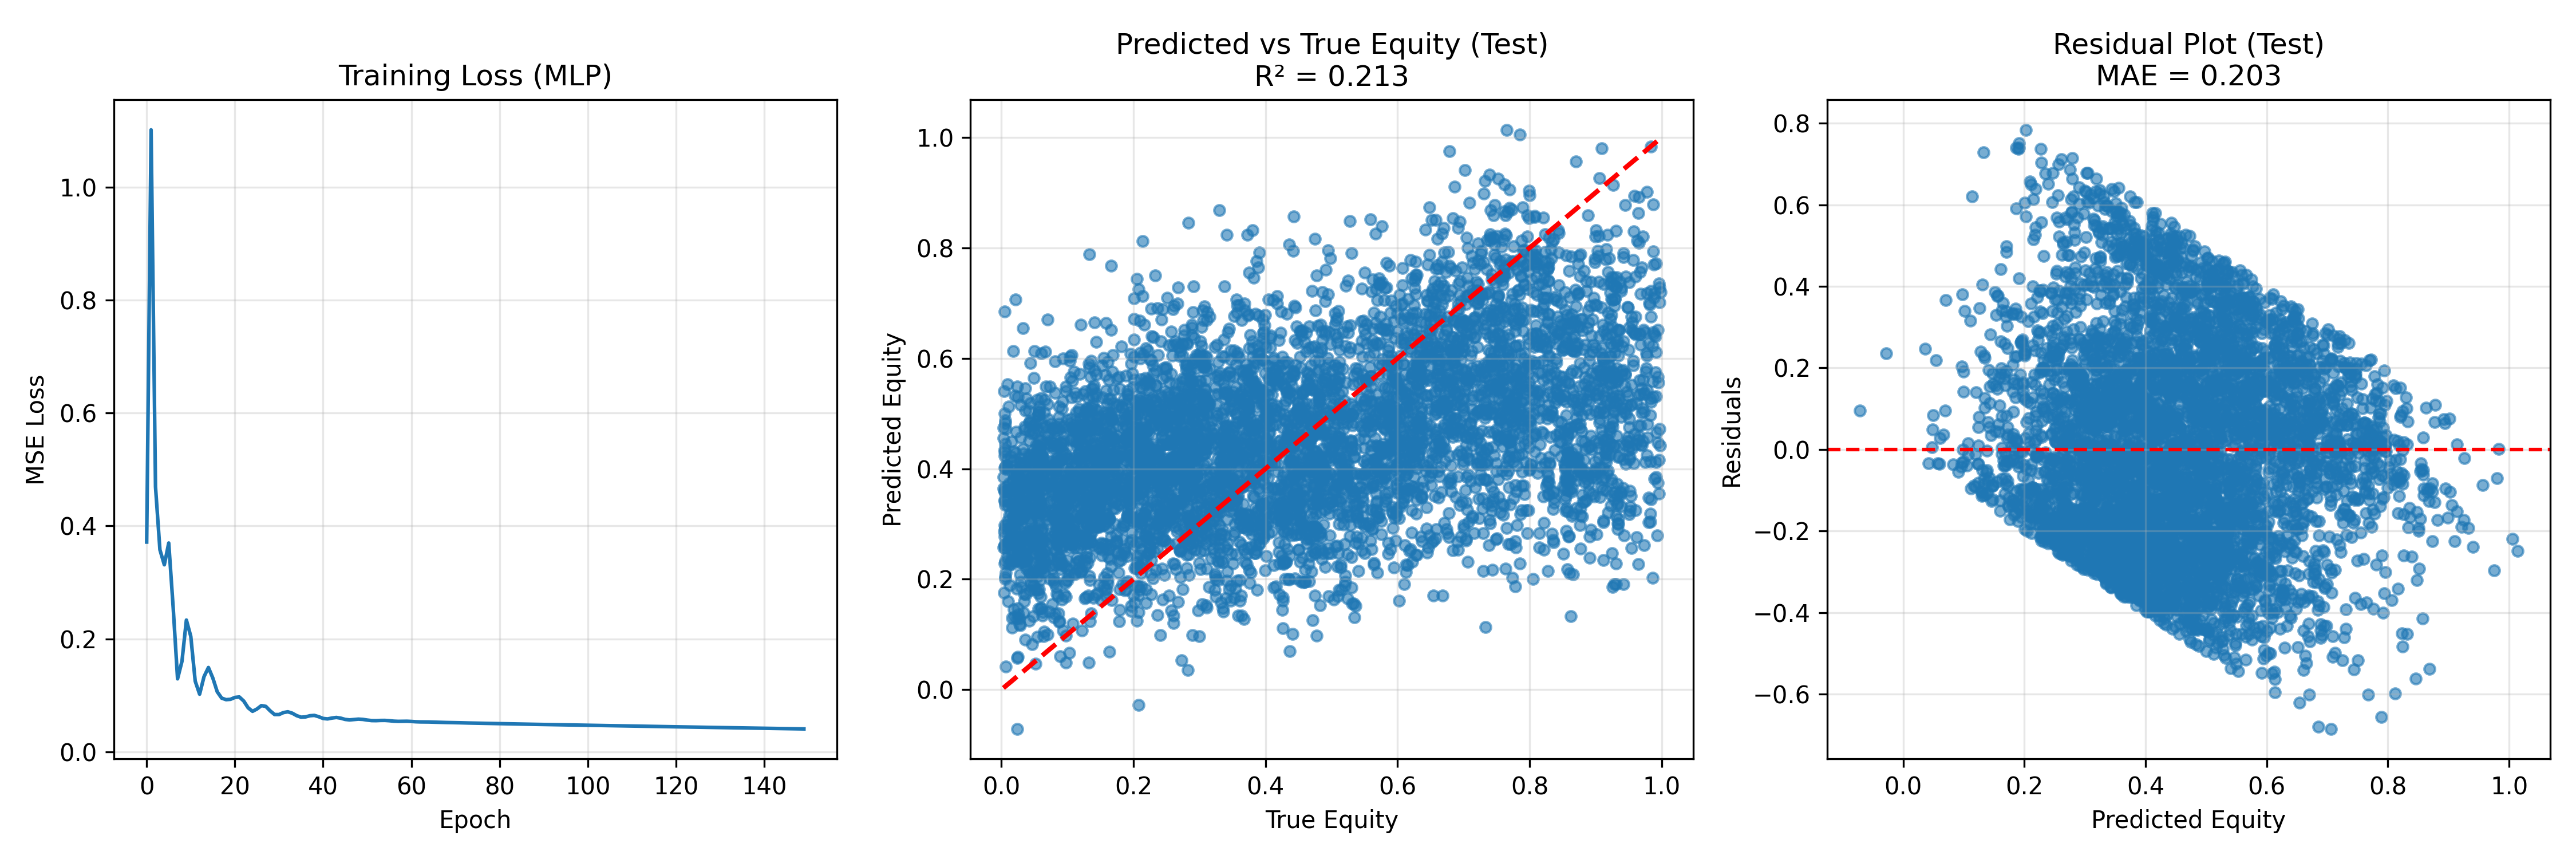 Training Loss (MLP)
MSE Loss
1.0
0.8
0.6
0.4
0.2
0.0
0 20 40 60 80 100 120 140
Epoch
Predicted vs True Equity (Test)
R² = 0.213
Predicted Equity
1.0
0.8
0.6
0.4
0.2
0.0
0.0 0.2 0.4 0.6 0.8 1.0
True Equity
Residual Plot (Test)
MAE = 0.203
Residuals
0.8
0.6
0.4
0.2
0.0
−0.2
−0.4
−0.6
0.0 0.2 0.4 0.6 0.8 1.0
Predicted Equity